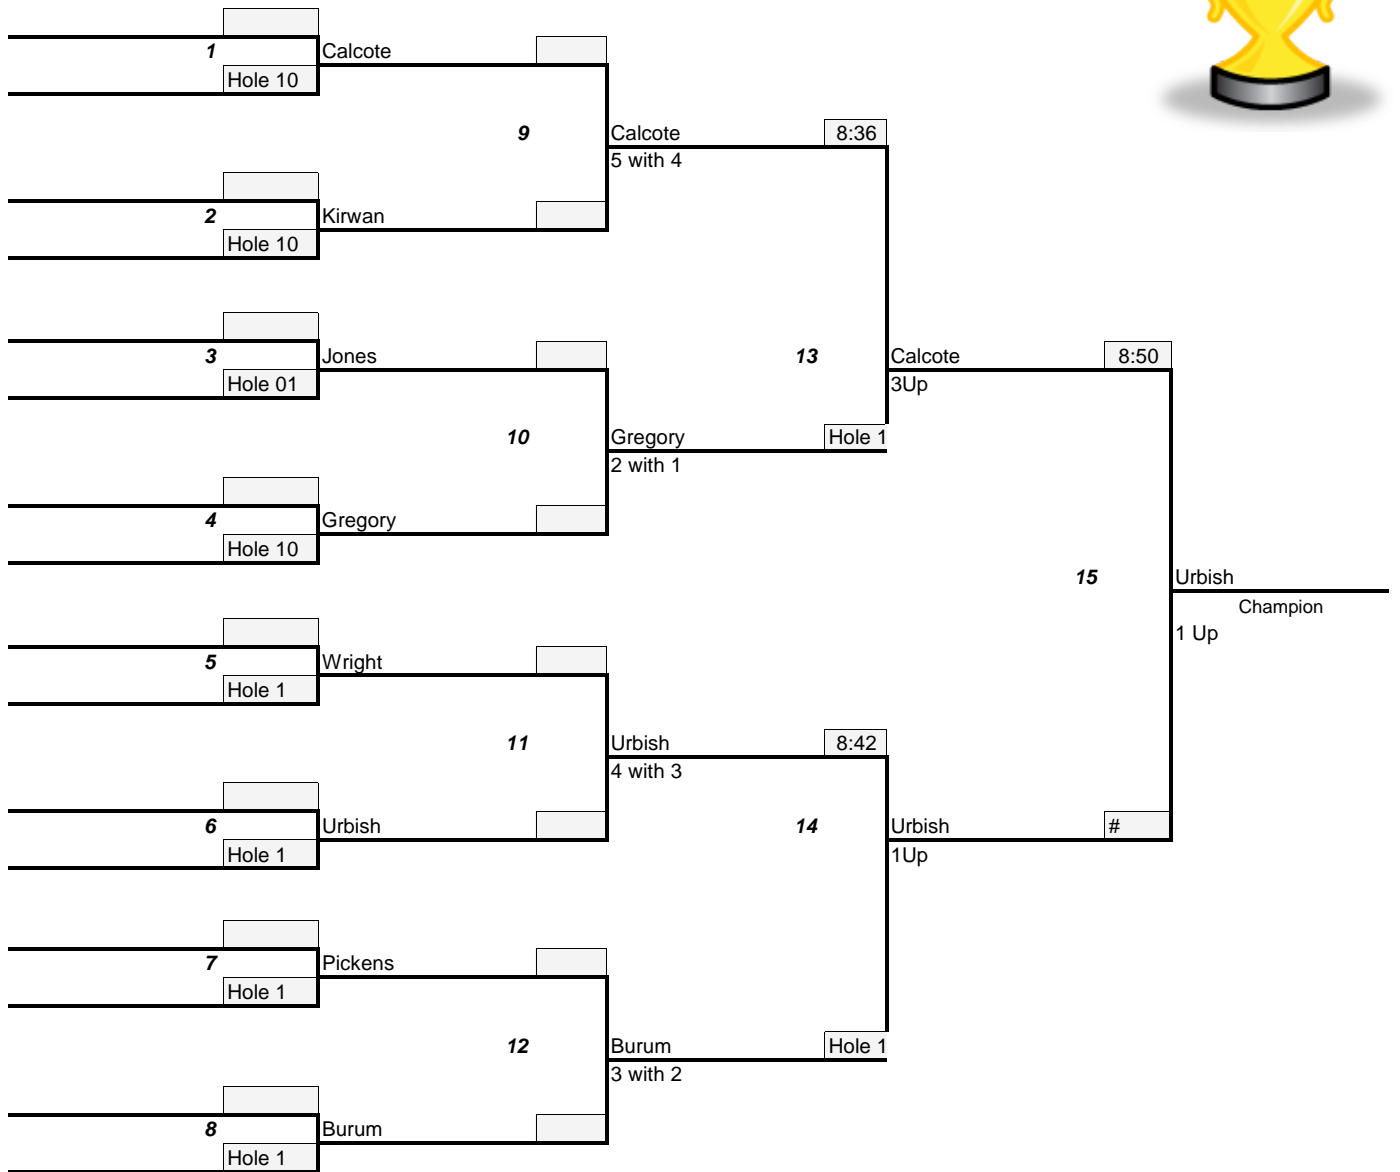 1 Calcote
Hole 10
9 Calcote 8:36
5 with 4
2 Kirwan
Hole 10
3 Jones 13 Calcote 8:50
Hole 01 3Up
10 Gregory Hole 1
2 with 1
4 Gregory
Hole 10
15 Urbish
Champion
1 Up
5 Wright
Hole 1
11 Urbish 8:42
4 with 3
6 Urbish 14 Urbish #
Hole 1 1Up
7 Pickens
Hole 1
12 Burum Hole 1
3 with 2
8 Burum
Hole 1